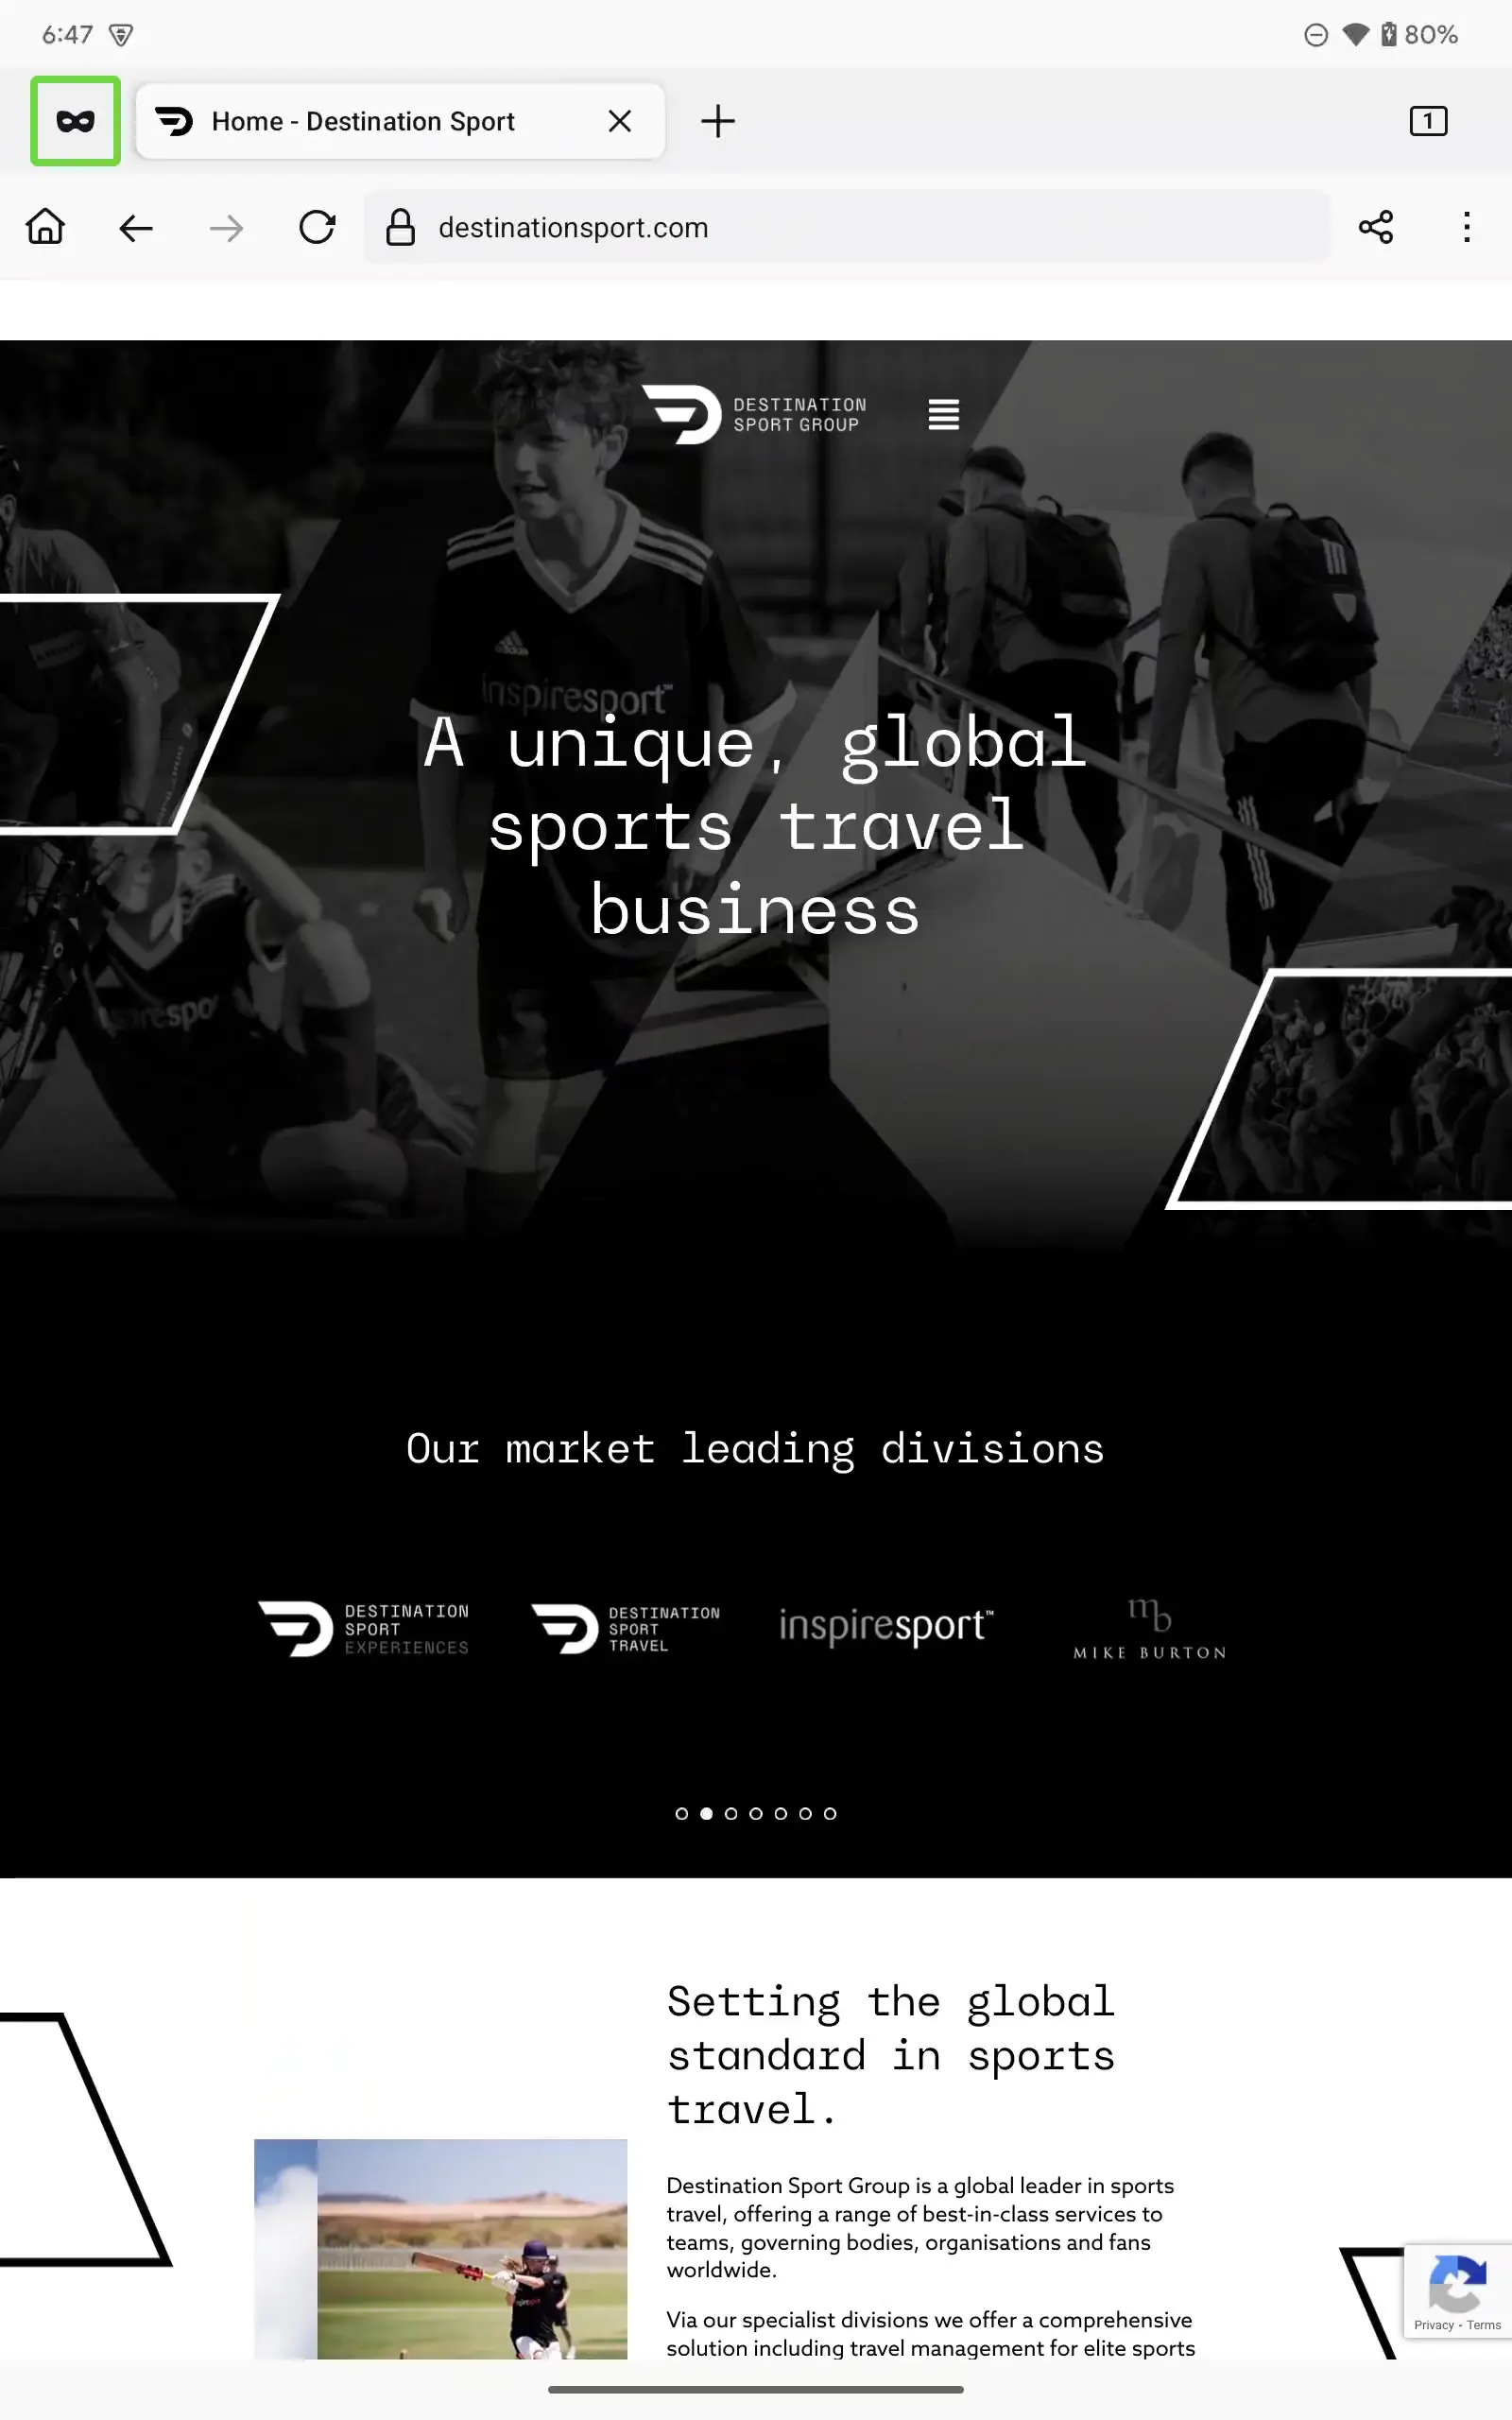 6:47
80%
Home - Destination Sport
1
destinationsport.com
DESTINATION
SPORT GROUP
inspiresport™
A unique, global
sports travel
business
Our market leading divisions
DESTINATION
SPORT
EXPERIENCES
DESTINATION
SPORT
TRAVEL
inspiresport™
mb
MIKE BURTON
Setting the global
standard in sports
travel.
Destination Sport Group is a global leader in sports
travel, offering a range of best-in-class services to
teams, governing bodies, organisations and fans
worldwide.
Via our specialist divisions we offer a comprehensive
solution including travel management for elite sports
Privacy - Terms